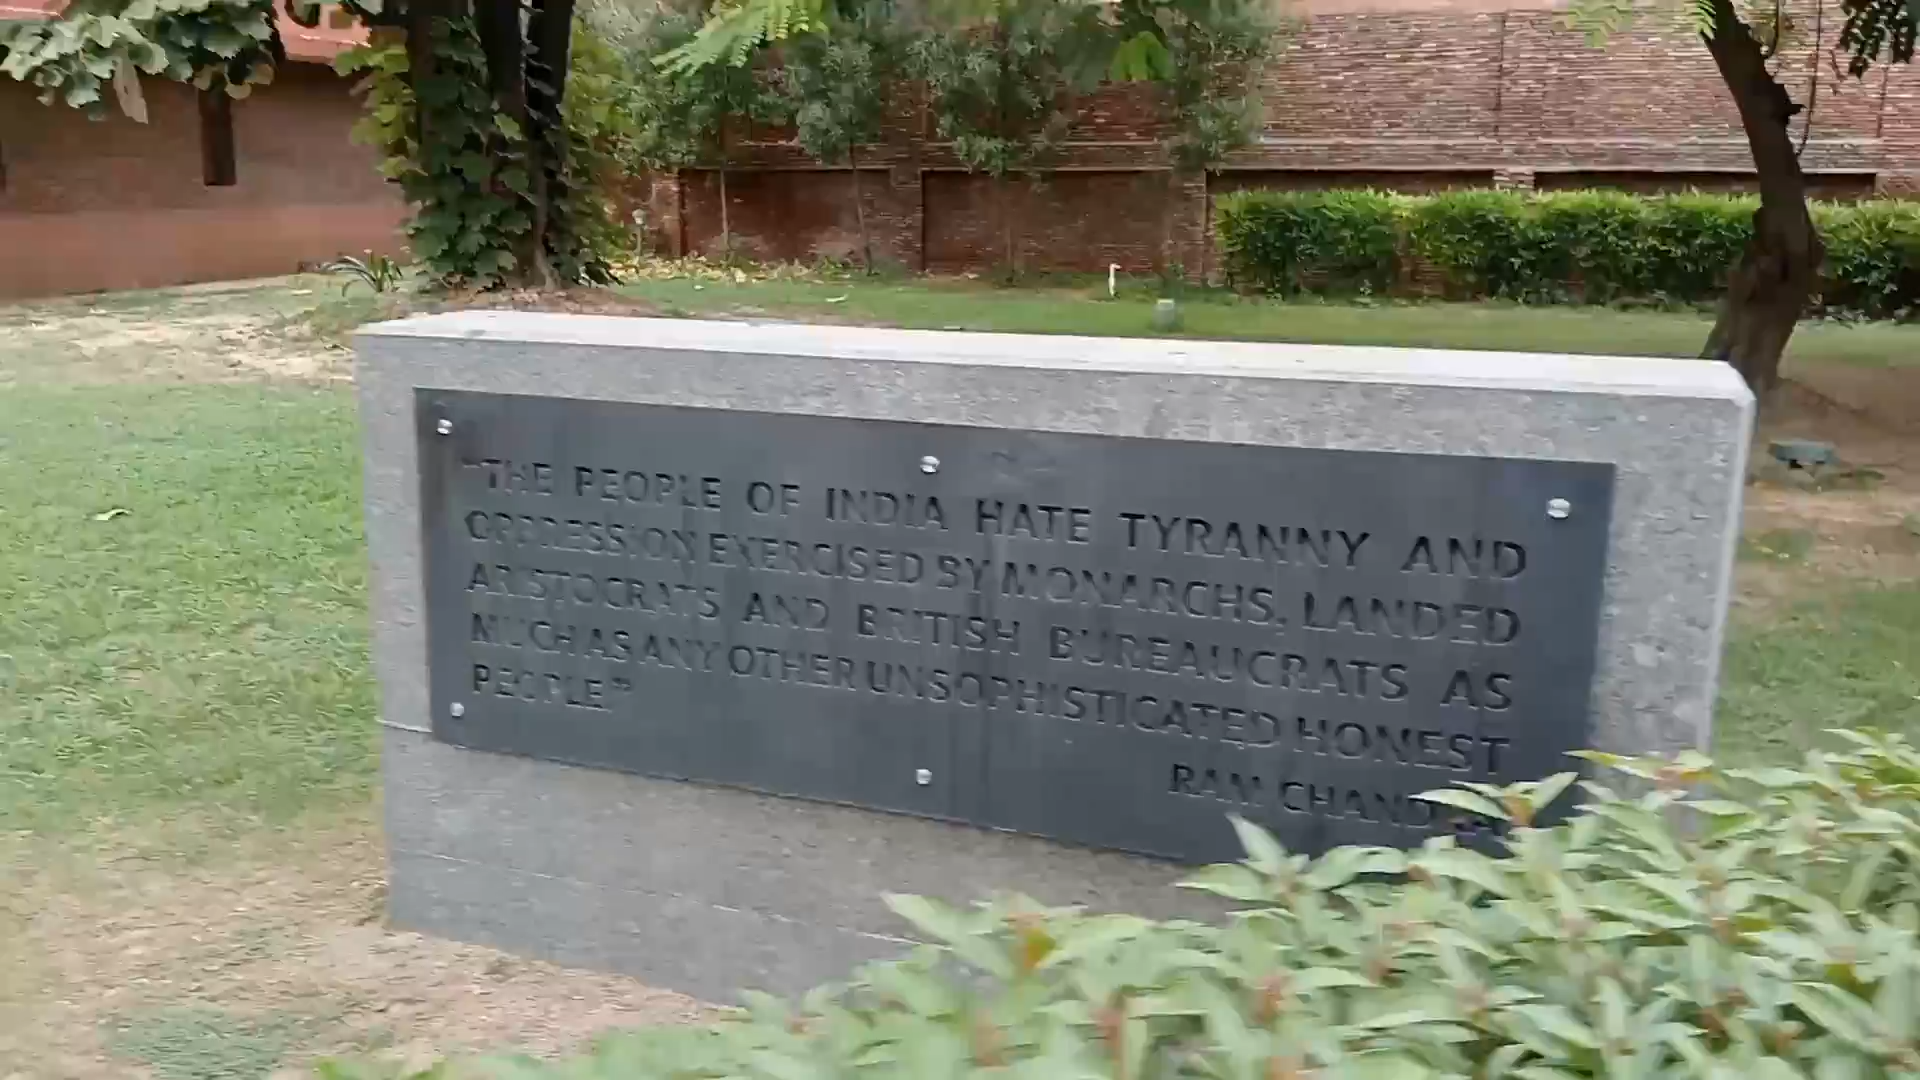 "THE PEOPLE OF INDIA HATE TYRANNY AND
OPPRESSION EXERCISED BY MONARCHS, LANDED
ARISTOCRATS AND BRITISH BUREAUCRATS AS
MUCH AS ANY OTHER UNSOPHISTICATED HONEST
PEOPLE"
RAM CHANDRA